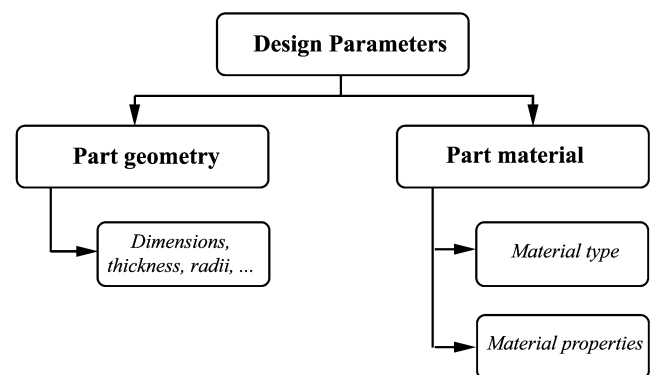 Design Parameters
Part geometry
Part material
Dimensions,
thickness, radii, ...
Material type
Material properties